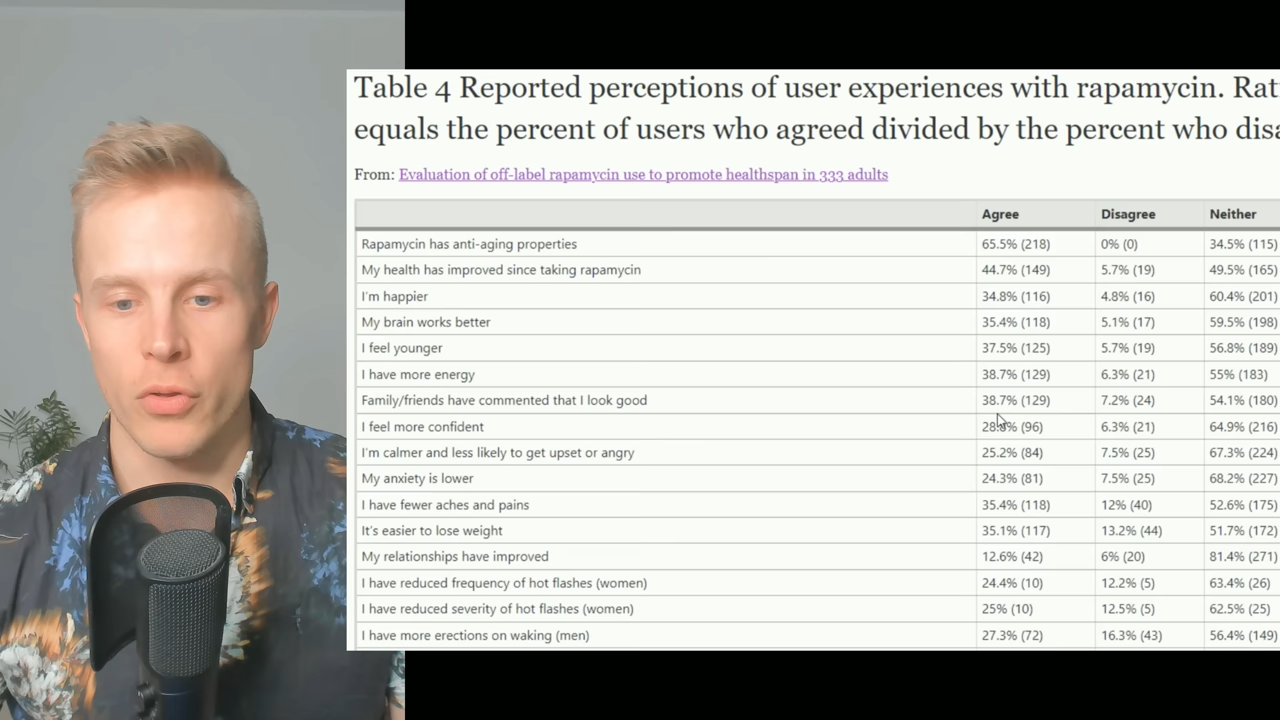 Table 4 Reported perceptions of user experiences with rapamycin.
equals the percent of users who agreed divided by the percent who
From: Evaluation of off-label rapamycin use to promote healthspan in 333 adults
Agree Disagree Neither
Rapamycin has anti-aging properties 65.5% (218) 0% (0) 34.5% (115)
My health has improved since taking rapamycin 44.7% (149) 5.7% (19) 49.5% (165)
I'm happier 34.8% (116) 4.8% (16) 60.4% (201)
My brain works better 35.4% (118) 5.1% (17) 59.5% (198)
I feel younger 37.5% (125) 5.7% (19) 56.8% (189)
I have more energy 38.7% (129) 6.3% (21) 55% (183)
Family/friends have commented that I look good 38.7% (129) 7.2% (24) 54.1% (180)
I feel more confident 28.8% (96) 6.3% (21) 64.9% (216)
I'm calmer and less likely to get upset or angry 25.2% (84) 7.5% (25) 67.3% (224)
My anxiety is lower 24.3% (81) 7.5% (25) 68.2% (227)
I have fewer aches and pains 35.4% (118) 12% (40) 52.6% (175)
It's easier to lose weight 35.1% (117) 13.2% (44) 51.7% (172)
My relationships have improved 12.6% (42) 6% (20) 81.4% (271)
I have reduced frequency of hot flashes (women) 24.4% (10) 12.2% (5) 63.4% (26)
I have reduced severity of hot flashes (women) 25% (10) 12.5% (5) 62.5% (25)
I have more erections on waking (men) 27.3% (72) 16.3% (43) 56.4% (149)